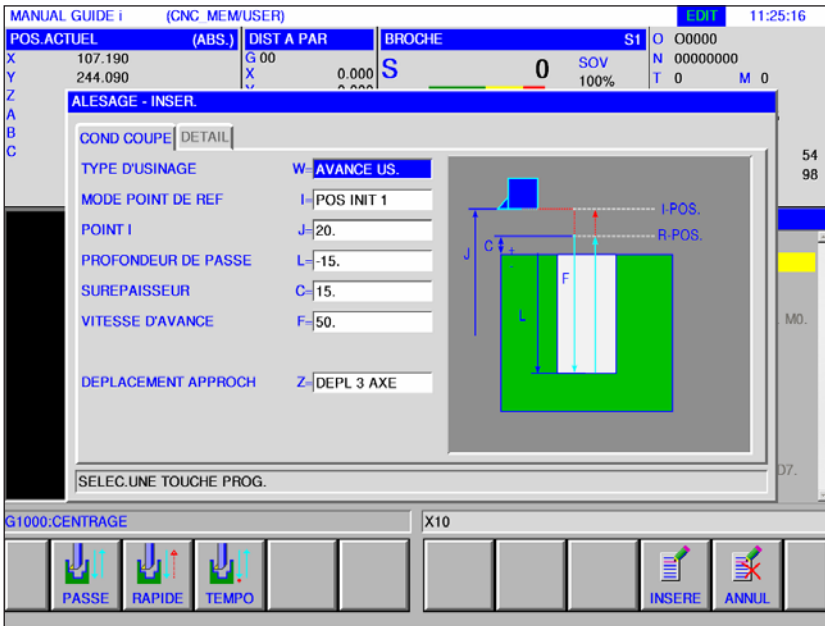 MANUAL GUIDE i (CNC_MEM/USER) EDIT 11:25:16
POS.ACTUEL (ABS.) DIST A PAR BROCHE S1 O O0000
X 107.190 G 00 S 0 SOV 100% N 00000000
Y 244.090 X 0.000 T 0 M 0
Z
A
B
C
54
98
ALESAGE - INSER.
COND COUPE DETAIL
TYPE D'USINAGE W= AVANCE US.
MODE POINT DE REF I= POS INIT 1
POINT I J= 20.
PROFONDEUR DE PASSE L= -15.
SUREPAISSEUR C= 15.
VITESSE D'AVANCE F= 50.
DEPLACEMENT APPROCH Z= DEPL 3 AXE
I-POS.
R-POS.
J
C
+
-
F
L
M0.
D7.
SELEC.UNE TOUCHE PROG.
G1000:CENTRAGE X10
PASSE RAPIDE TEMPO INSERE ANNUL